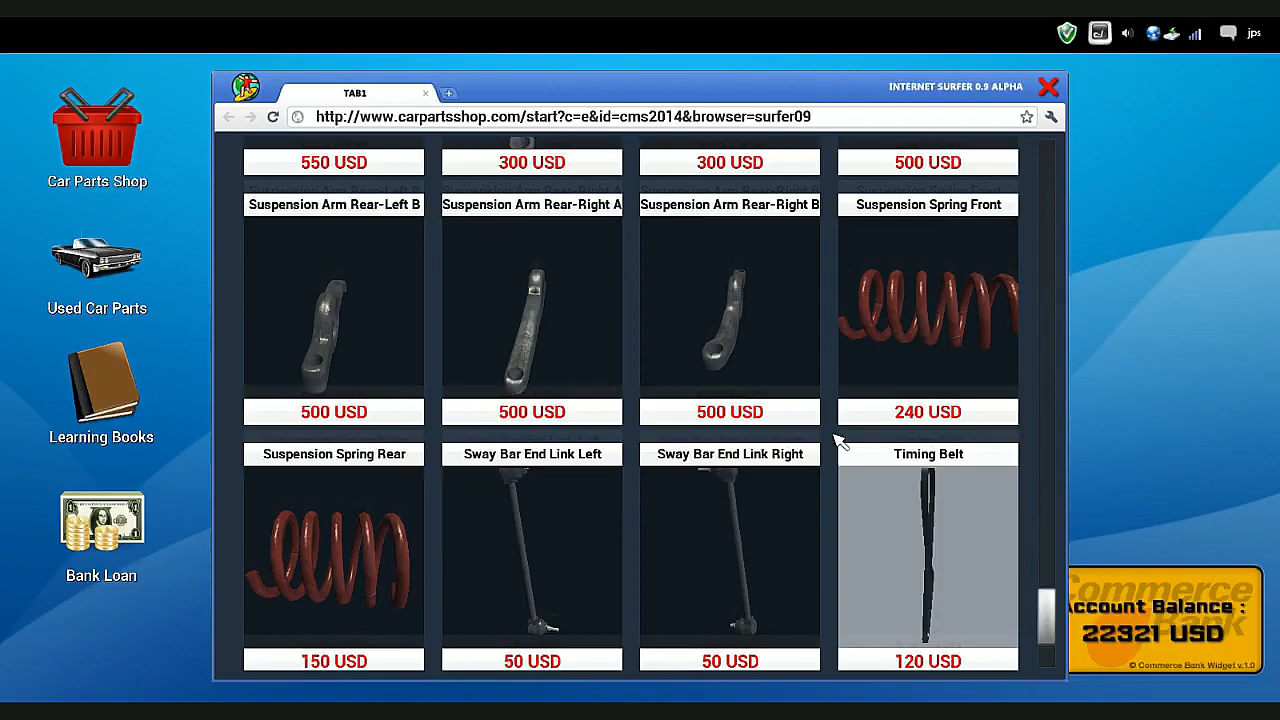 jps
TAB1
INTERNET SURFER 0.9 ALPHA
http://www.carpartsshop.com/start?c=e&id=cms2014&browser=surfer09
Car Parts Shop
Used Car Parts
Learning Books
Bank Loan
550 USD
300 USD
300 USD
500 USD
Suspension Arm Rear-Left B
Suspension Arm Rear-Right A
Suspension Arm Rear-Right B
Suspension Spring Front
500 USD
500 USD
500 USD
240 USD
Suspension Spring Rear
Sway Bar End Link Left
Sway Bar End Link Right
Timing Belt
150 USD
50 USD
50 USD
120 USD
Commerce
Bank
Account Balance :
22321 USD
© Commerce Bank Widget v.1.0